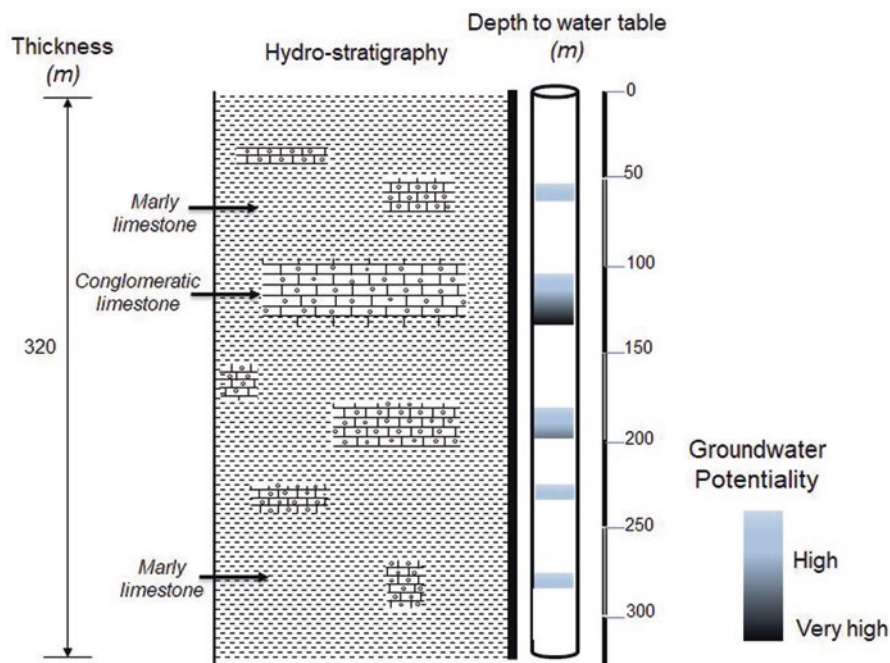 Thickness
(m)
Hydro-stratigraphy
Depth to water table
(m)
Marly
limestone
Conglomeratic
limestone
320
Marly
limestone
0
50
100
150
200
250
300
Groundwater
Potentiality
High
Very high